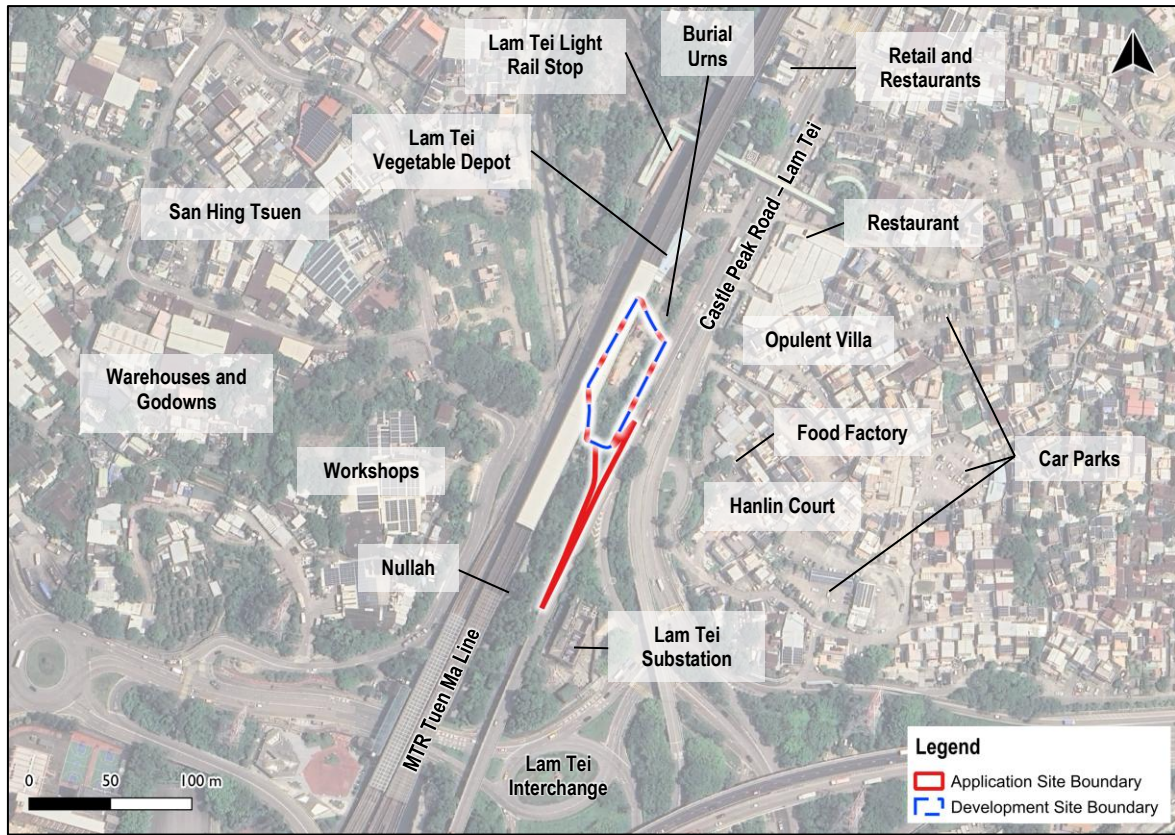 Lam Tei Light
Rail Stop
Burial
Urns
Retail and
Restaurants
Lam Tei
Vegetable Depot
Castle Peak Road – Lam Tei
San Hing Tsuen
Restaurant
Opulent Villa
Warehouses and
Godowns
Food Factory
Car Parks
Workshops
Hanlin Court
Nullah
Lam Tei
Substation
MTR Tuen Ma Line
Lam Tei
Interchange
Legend
Application Site Boundary
Development Site Boundary
0 50 100 m